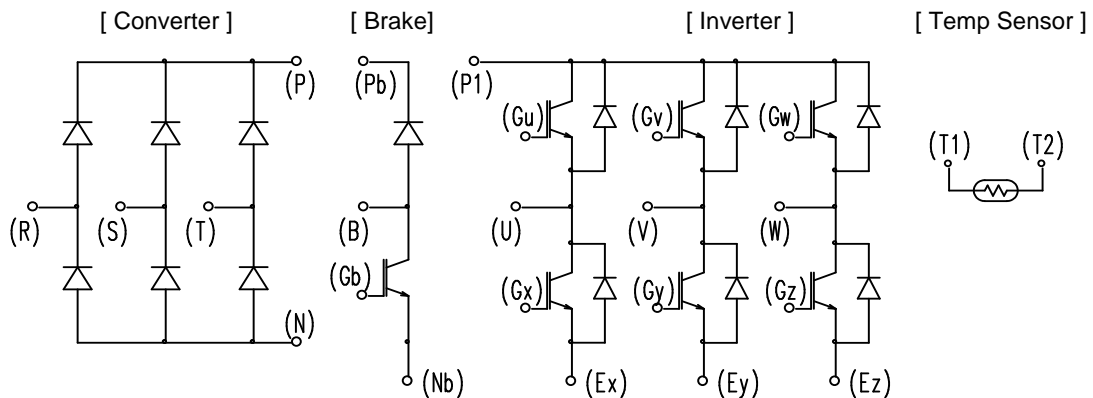 [ Converter ] [ Brake] [ Inverter ] [ Temp Sensor ]
(P) (Pb) (P1)
(Gu) (Gv) (Gw)
(T1) (T2)
(R) (S) (T) (B) (U) (V) (W)
(Gb) (Gx) (Gy) (Gz)
(N)
(Nb) (Ex) (Ey) (Ez)